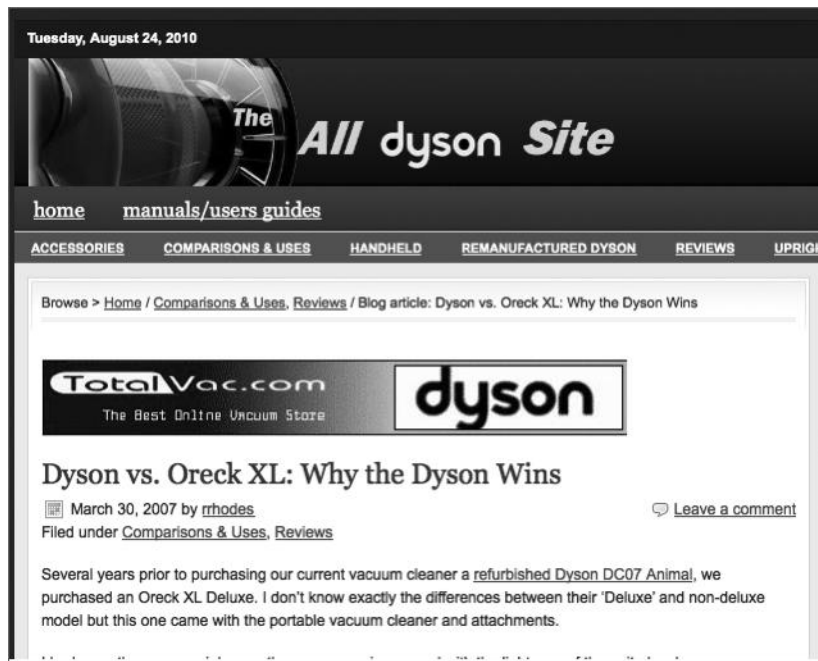 Tuesday, August 24, 2010
The All dyson Site
home manuals/users guides
ACCESSORIES COMPARISONS & USES HANDHELD REMANUFACTURED DYSON REVIEWS
Browse > Home / Comparisons & Uses, Reviews / Blog article: Dyson vs. Oreck XL: Why the Dyson Wins
TotalVac.com
The Best Online Vacuum Store
dyson
Dyson vs. Oreck XL: Why the Dyson Wins
March 30, 2007 by rrhodes Leave a comment
Filed under Comparisons & Uses, Reviews
Several years prior to purchasing our current vacuum cleaner a refurbished Dyson DC07 Animal, we
purchased an Oreck XL Deluxe. I don't know exactly the differences between their 'Deluxe' and non-deluxe
model but this one came with the portable vacuum cleaner and attachments.